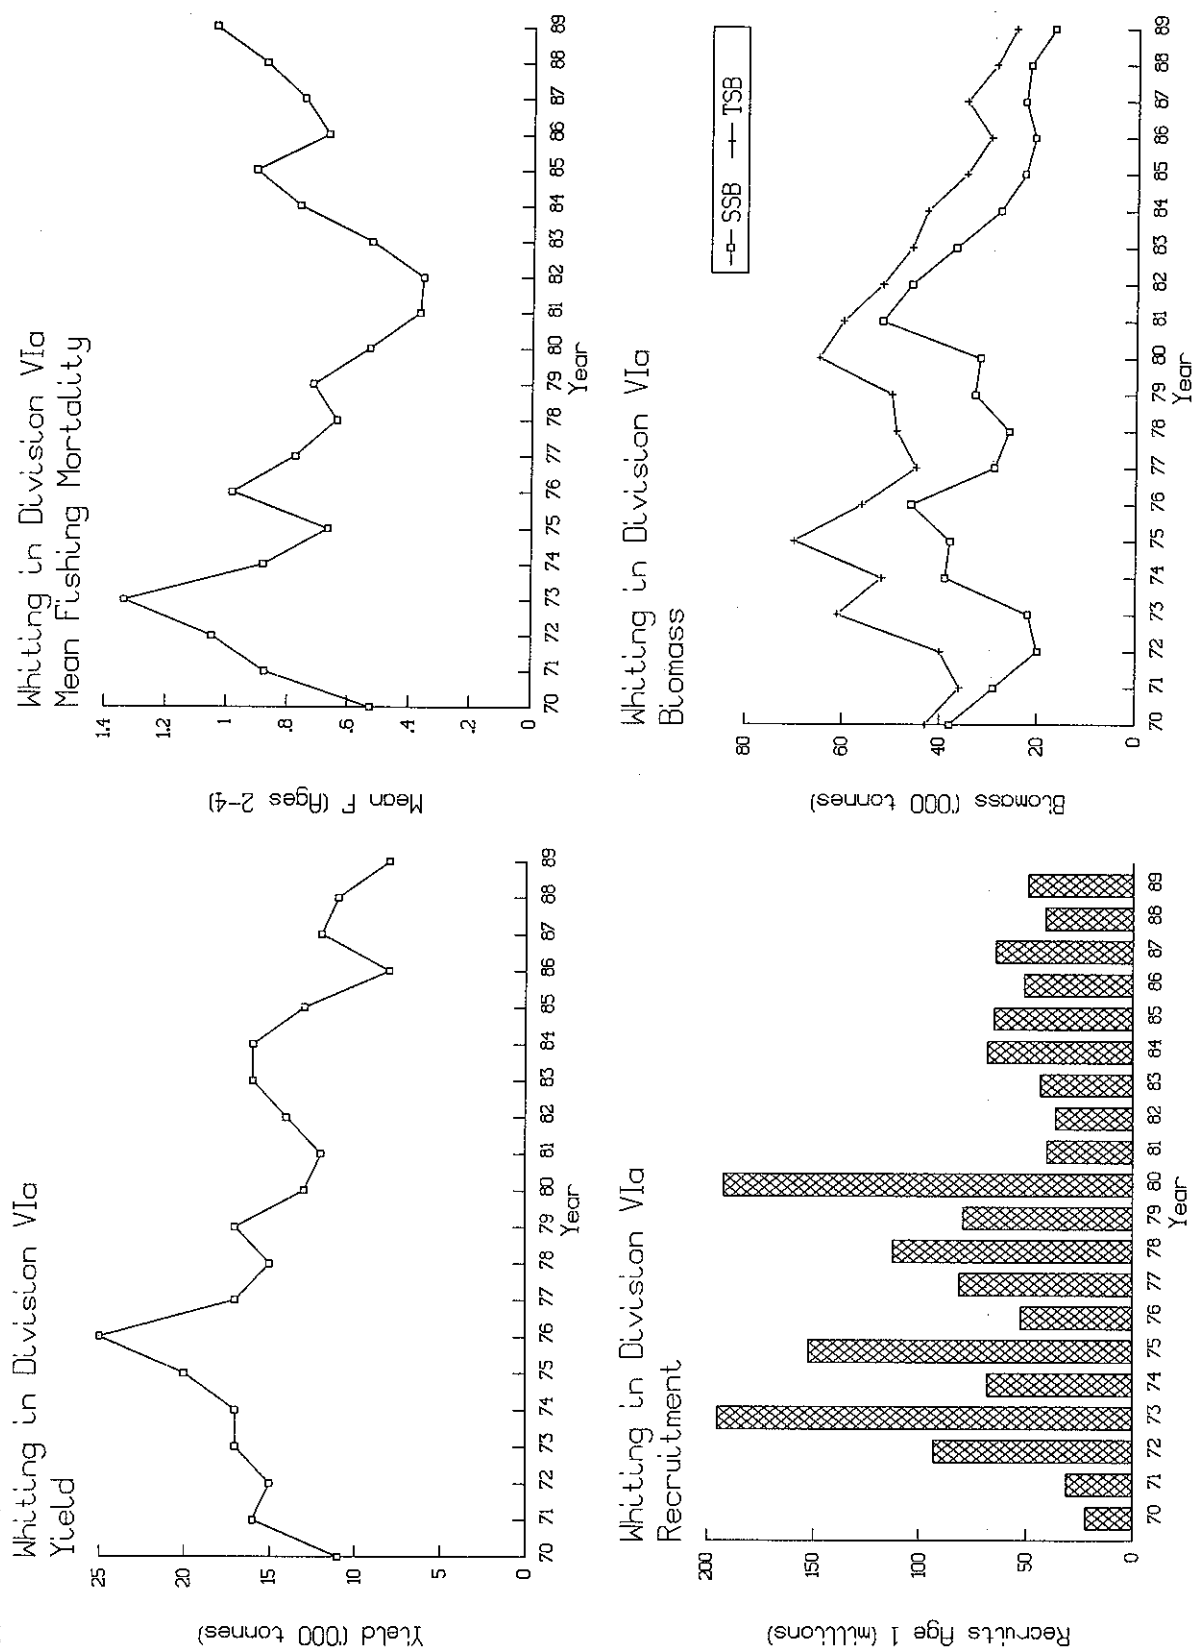 Whiting in Division VIa
Yield
Yield ('000 tonnes)
25
20
15
10
5
0
70 71 72 73 74 75 76 77 78 79 80 81 82 83 84 85 86 87 88 89
Year
Whiting in Division VIa
Mean Fishing Mortality
Mean F (Ages 2-4)
1.4
1.2
1
.8
.6
.4
.2
0
70 71 72 73 74 75 76 77 78 79 80 81 82 83 84 85 86 87 88 89
Year
Whiting in Division VIa
Recruitment
Recruits Age 1 (millions)
200
150
100
50
0
70 71 72 73 74 75 76 77 78 79 80 81 82 83 84 85 86 87 88 89
Year
Whiting in Division VIa
Biomass
Biomass ('000 tonnes)
80
60
40
20
0
SSB TSB
70 71 72 73 74 75 76 77 78 79 80 81 82 83 84 85 86 87 88 89
Year